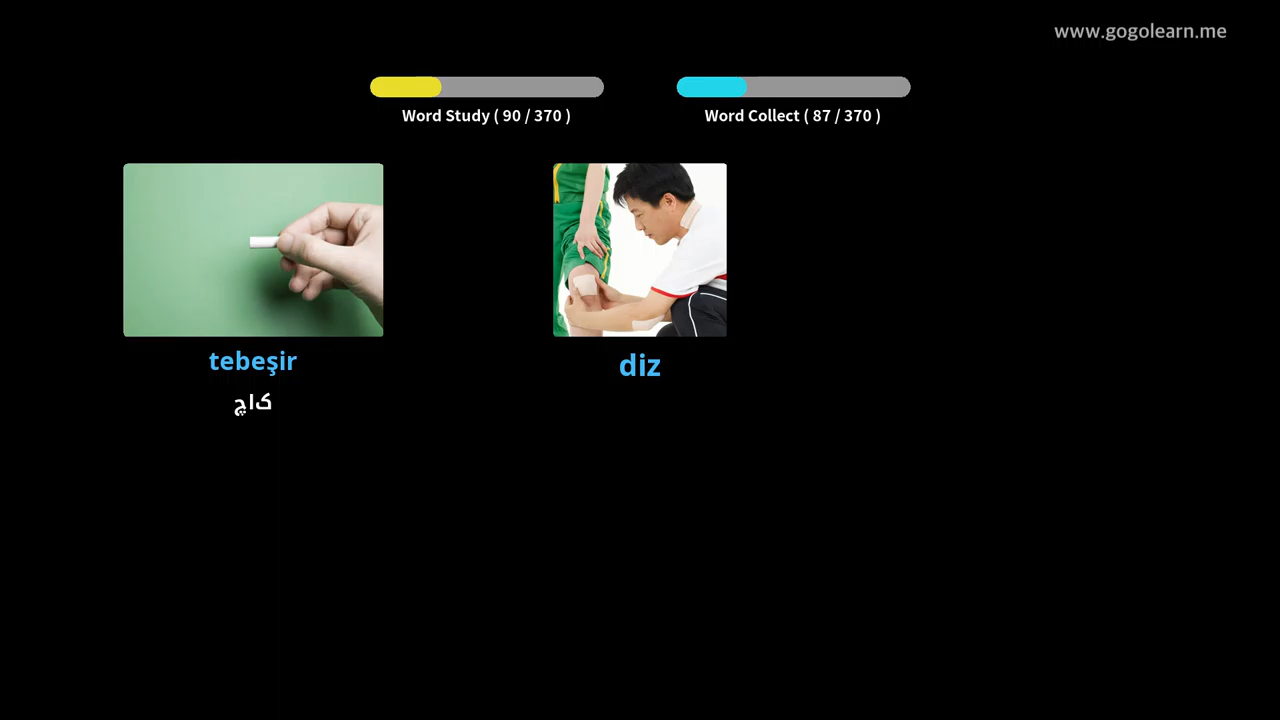 www.gogolearn.me
Word Study ( 90 / 370 )
Word Collect ( 87 / 370 )
tebeşir
کاچ
diz